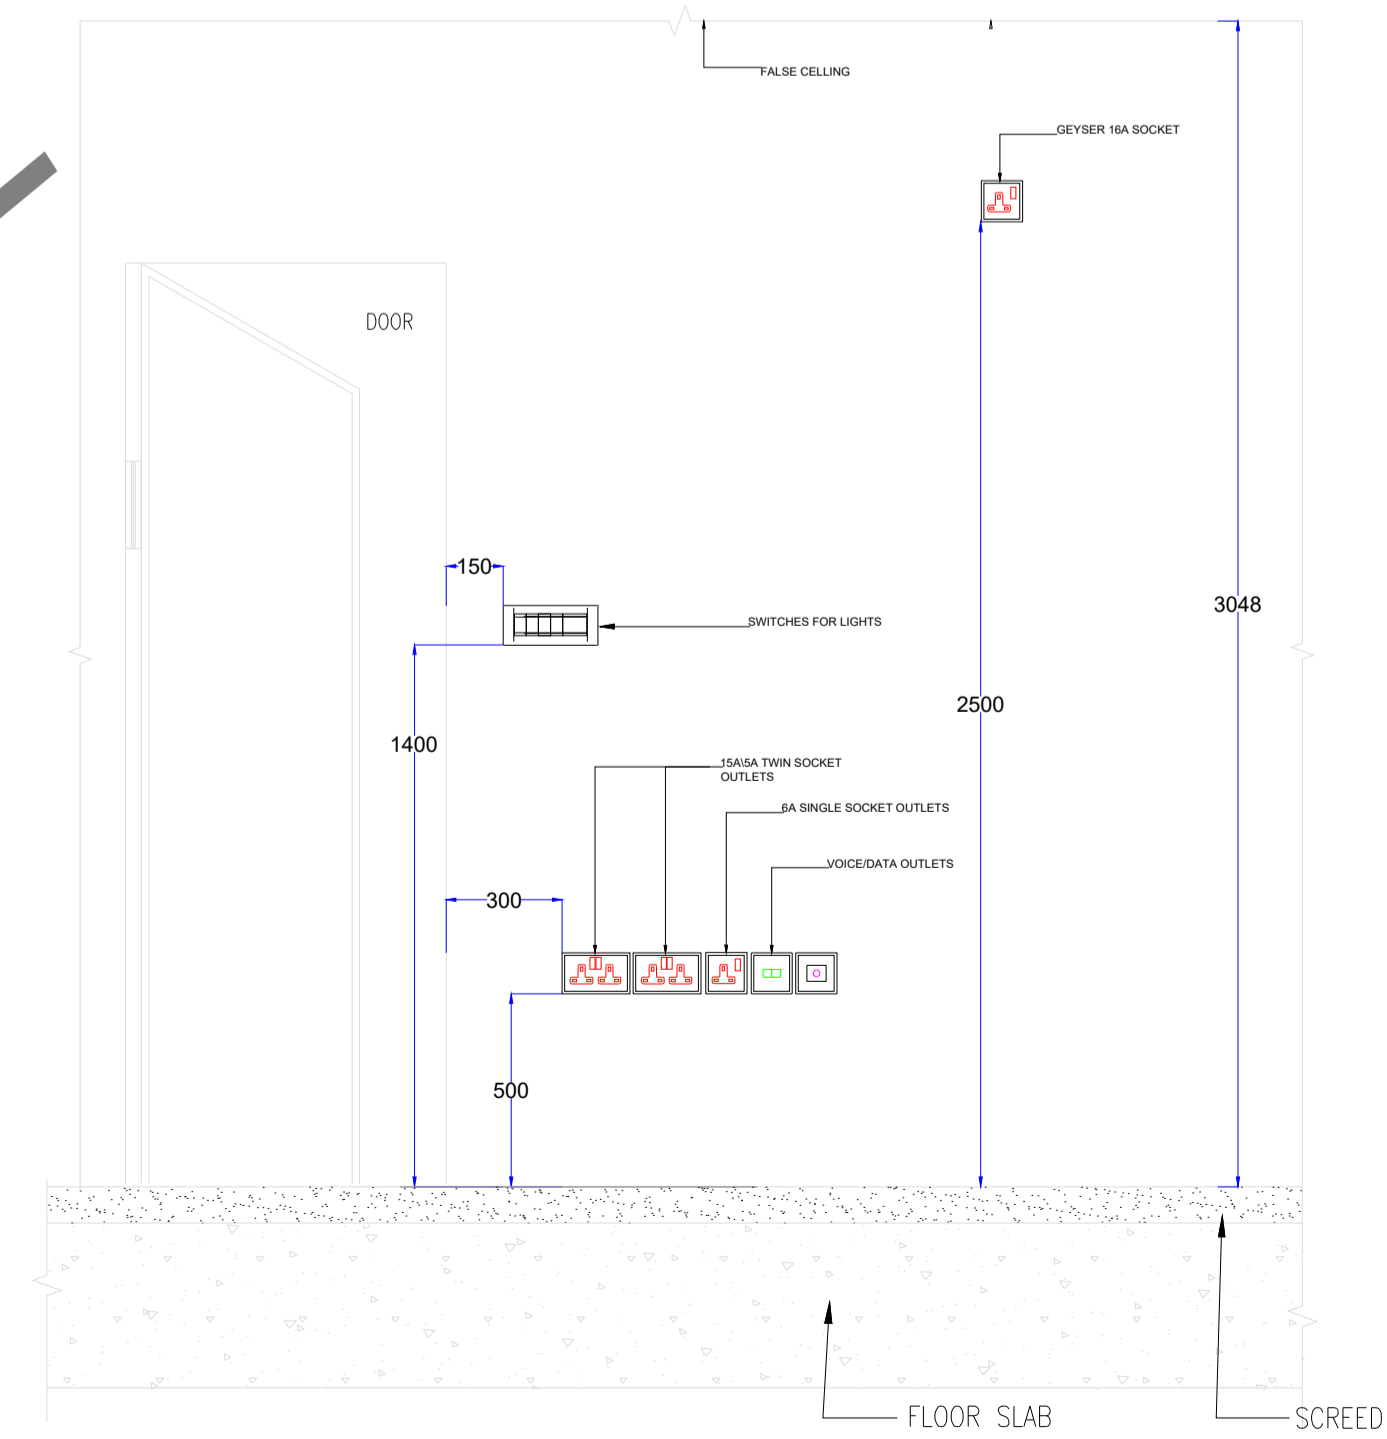 FALSE CELLING
GEYSER 16A SOCKET
DOOR
150
3048
SWITCHES FOR LIGHTS
2500
1400
15A\5A TWIN SOCKET
OUTLETS
6A SINGLE SOCKET OUTLETS
VOICE/DATA OUTLETS
300
500
FLOOR SLAB
SCREED